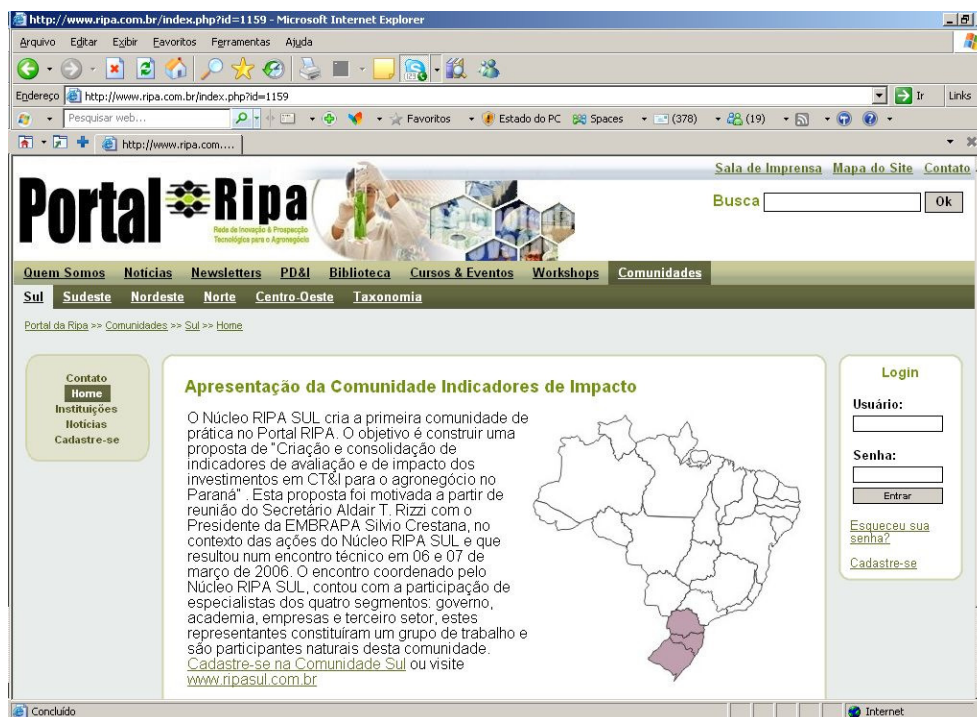 http://www.ripa.com.br/index.php?id=1159 - Microsoft Internet Explorer
Arquivo Editar Exibir Favoritos Ferramentas Ajuda
Endereço http://www.ripa.com.br/index.php?id=1159 Ir Links
Pesquisar web... Favoritos Estado do PC Spaces (378) (19)
http://www.ripa.com....
Sala de Imprensa Mapa do Site Contato
Portal Ripa
Rede de Inovação & Prospecção
Tecnológica para o Agronegócio
Busca Ok
Quem Somos Notícias Newsletters PD&I Biblioteca Cursos & Eventos Workshops Comunidades
Sul Sudeste Nordeste Norte Centro-Oeste Taxonomia
Portal da Ripa >> Comunidades >> Sul >> Home
Contato
Home
Instituições
Notícias
Cadastre-se
Apresentação da Comunidade Indicadores de Impacto
O Núcleo RIPA SUL cria a primeira comunidade de
prática no Portal RIPA. O objetivo é construir uma
proposta de "Criação e consolidação de
indicadores de avaliação e de impacto dos
investimentos em CT&I para o agronegócio no
Paraná" . Esta proposta foi motivada a partir de
reunião do Secretário Aldair T. Rizzi com o
Presidente da EMBRAPA Silvio Crestana, no
contexto das ações do Núcleo RIPA SUL e que
resultou num encontro técnico em 06 e 07 de
março de 2006. O encontro coordenado pelo
Núcleo RIPA SUL, contou com a participação de
especialistas dos quatro segmentos: governo,
academia, empresas e terceiro setor, estes
representantes constituíram um grupo de trabalho e
são participantes naturais desta comunidade.
Cadastre-se na Comunidade Sul ou visite
www.ripasul.com.br
Login
Usuário:
Senha:
Entrar
Esqueceu sua
senha?
Cadastre-se
Concluído Internet